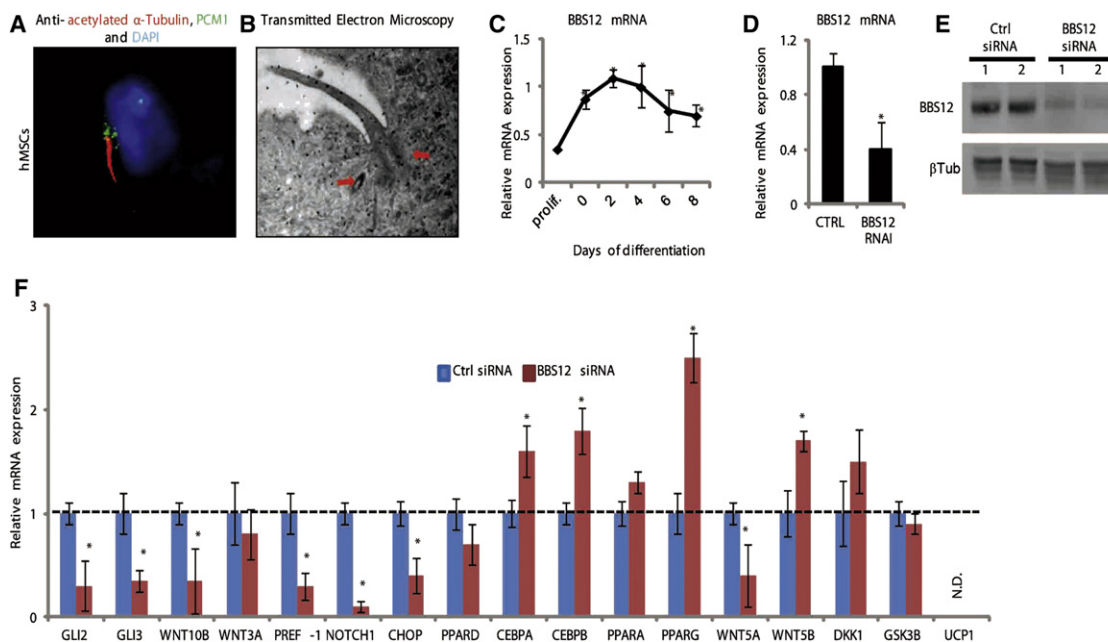 A
Anti- acetylated α-Tubulin, PCM1
and DAPI
hMSCs
B
Transmitted Electron Microscopy
C
BBS12 mRNA
Relative mRNA expression
1.5
1
0.5
0
prolif.
0
2
4
6
8
*
*
*
*
*
Days of differentiation
D
BBS12 mRNA
Relative mRNA expression
1.2
0.8
0.4
0
*
CTRL
BBS12
RNAI
E
Ctrl
siRNA
BBS12
siRNA
1 2 1 2
BBS12
βTub
F
Relative mRNA expression
3
2
1
0
Ctrl siRNA
BBS12 siRNA
* * * * * * * * * * *
N.D.
GLI2 GLI3 WNT10B WNT3A PREF -1 NOTCH1 CHOP PPARD CEBPA CEBPB PPARA PPARG WNT5A WNT5B DKK1 GSK3B UCP1